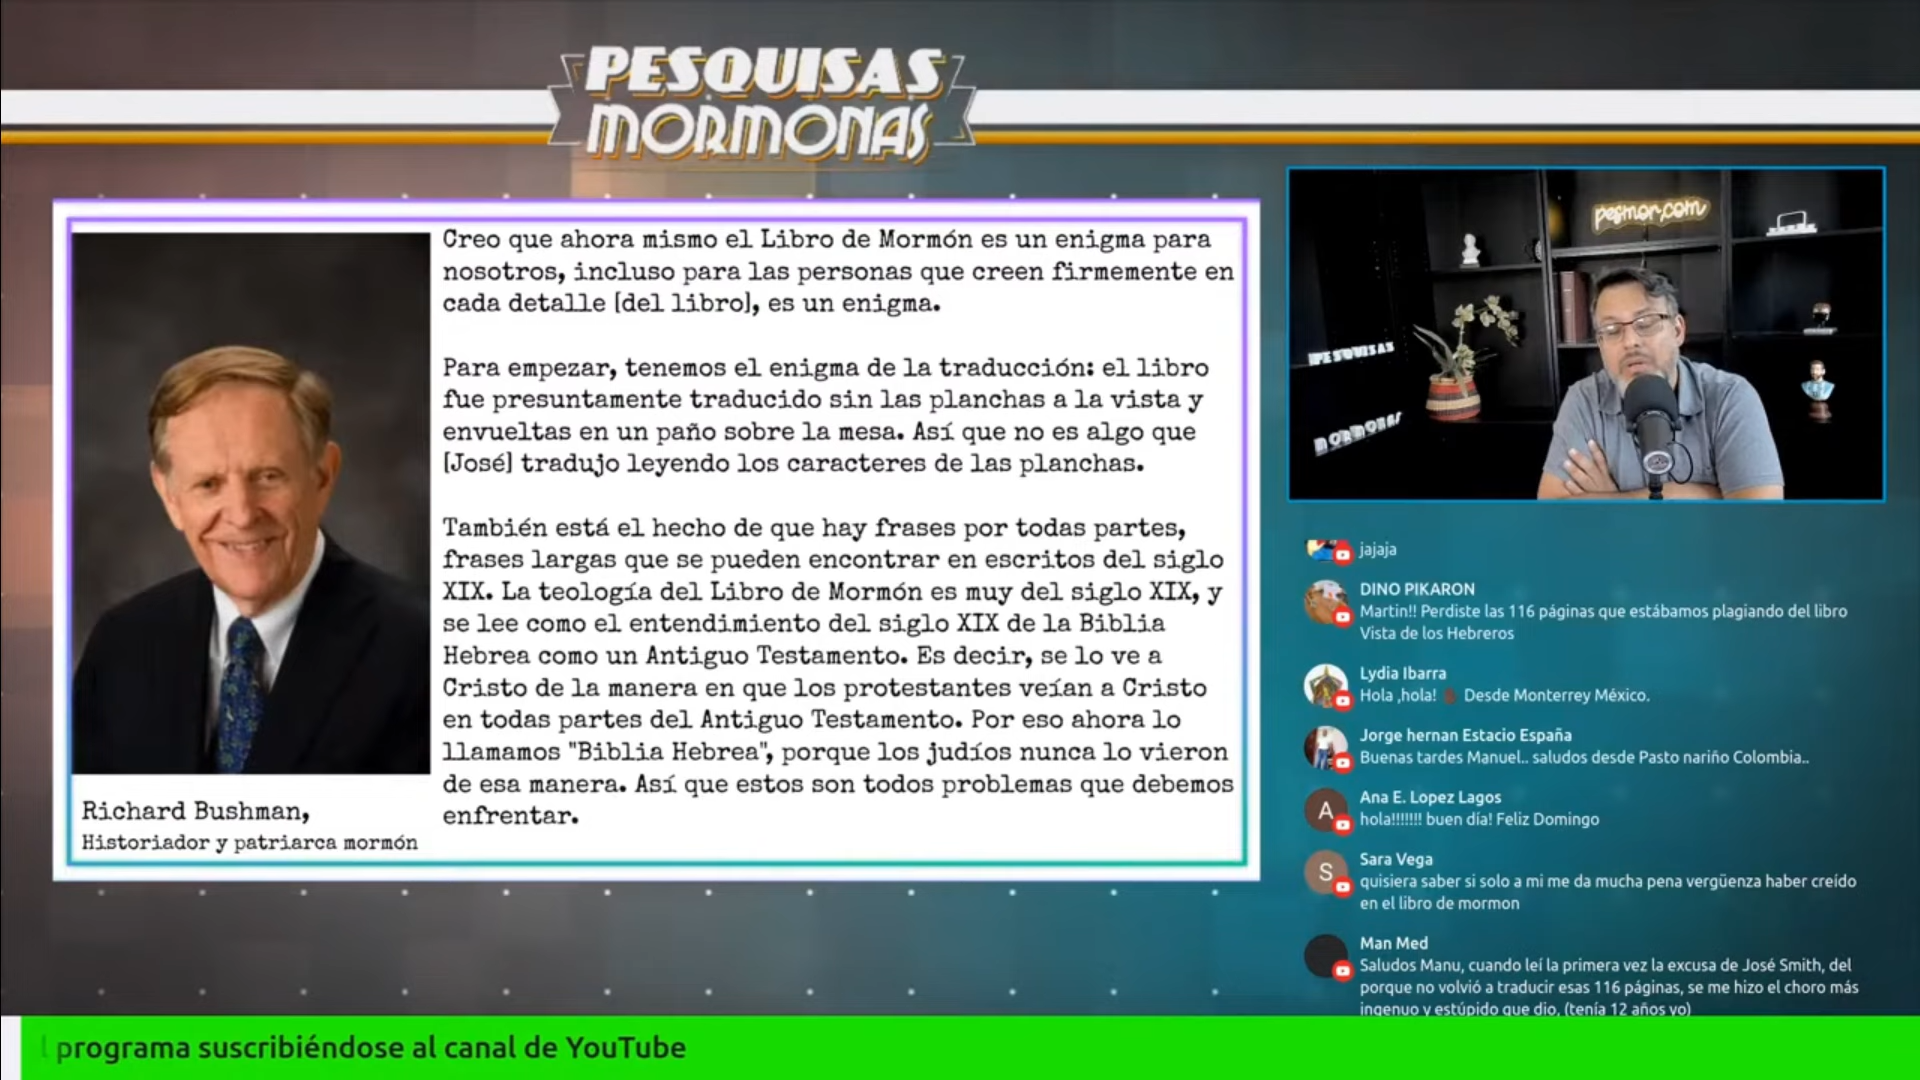 PESQUISAS
MORMONAS
Creo que ahora mismo el Libro de Mormón es un enigma para
nosotros, incluso para las personas que creen firmemente en
cada detalle [del libro], es un enigma.
Para empezar, tenemos el enigma de la traducción: el libro
fue presuntamente traducido sin las planchas a la vista y
envueltas en un paño sobre la mesa. Así que no es algo que
[José] tradujo leyendo los caracteres de las planchas.
También está el hecho de que hay frases por todas partes,
frases largas que se pueden encontrar en escritos del siglo
XIX. La teología del Libro de Mormón es muy del siglo XIX, y
se lee como el entendimiento del siglo XIX de la Biblia
Hebrea como un Antiguo Testamento. Es decir, se lo ve a
Cristo de la manera en que los protestantes veían a Cristo
en todas partes del Antiguo Testamento. Por eso ahora lo
llamamos "Biblia Hebrea", porque los judíos nunca lo vieron
de esa manera. Así que estos son todos problemas que debemos
enfrentar.
Richard Bushman,
Historiador y patriarca mormón
pesmor.com
PESQUISAS
MORMONAS
jajaja
DINO PIKARON
Martin!! Perdiste las 116 páginas que estábamos plagiando del libro
Vista de los Hebreros
Lydia Ibarra
Hola ,hola! Desde Monterrey México.
Jorge hernan Estacio España
Buenas tardes Manuel.. saludos desde Pasto nariño Colombia..
A
Ana E. Lopez Lagos
hola!!!!!!! buen día! Feliz Domingo
S
Sara Vega
quisiera saber si solo a mi me da mucha pena vergüenza haber creído
en el libro de mormon
Man Med
Saludos Manu, cuando leí la primera vez la excusa de José Smith, del
porque no volvió a traducir esas 116 páginas, se me hizo el choro más
ingenuo y estúpido que dio, (tenía 12 años yo)
l programa suscribiéndose al canal de YouTube